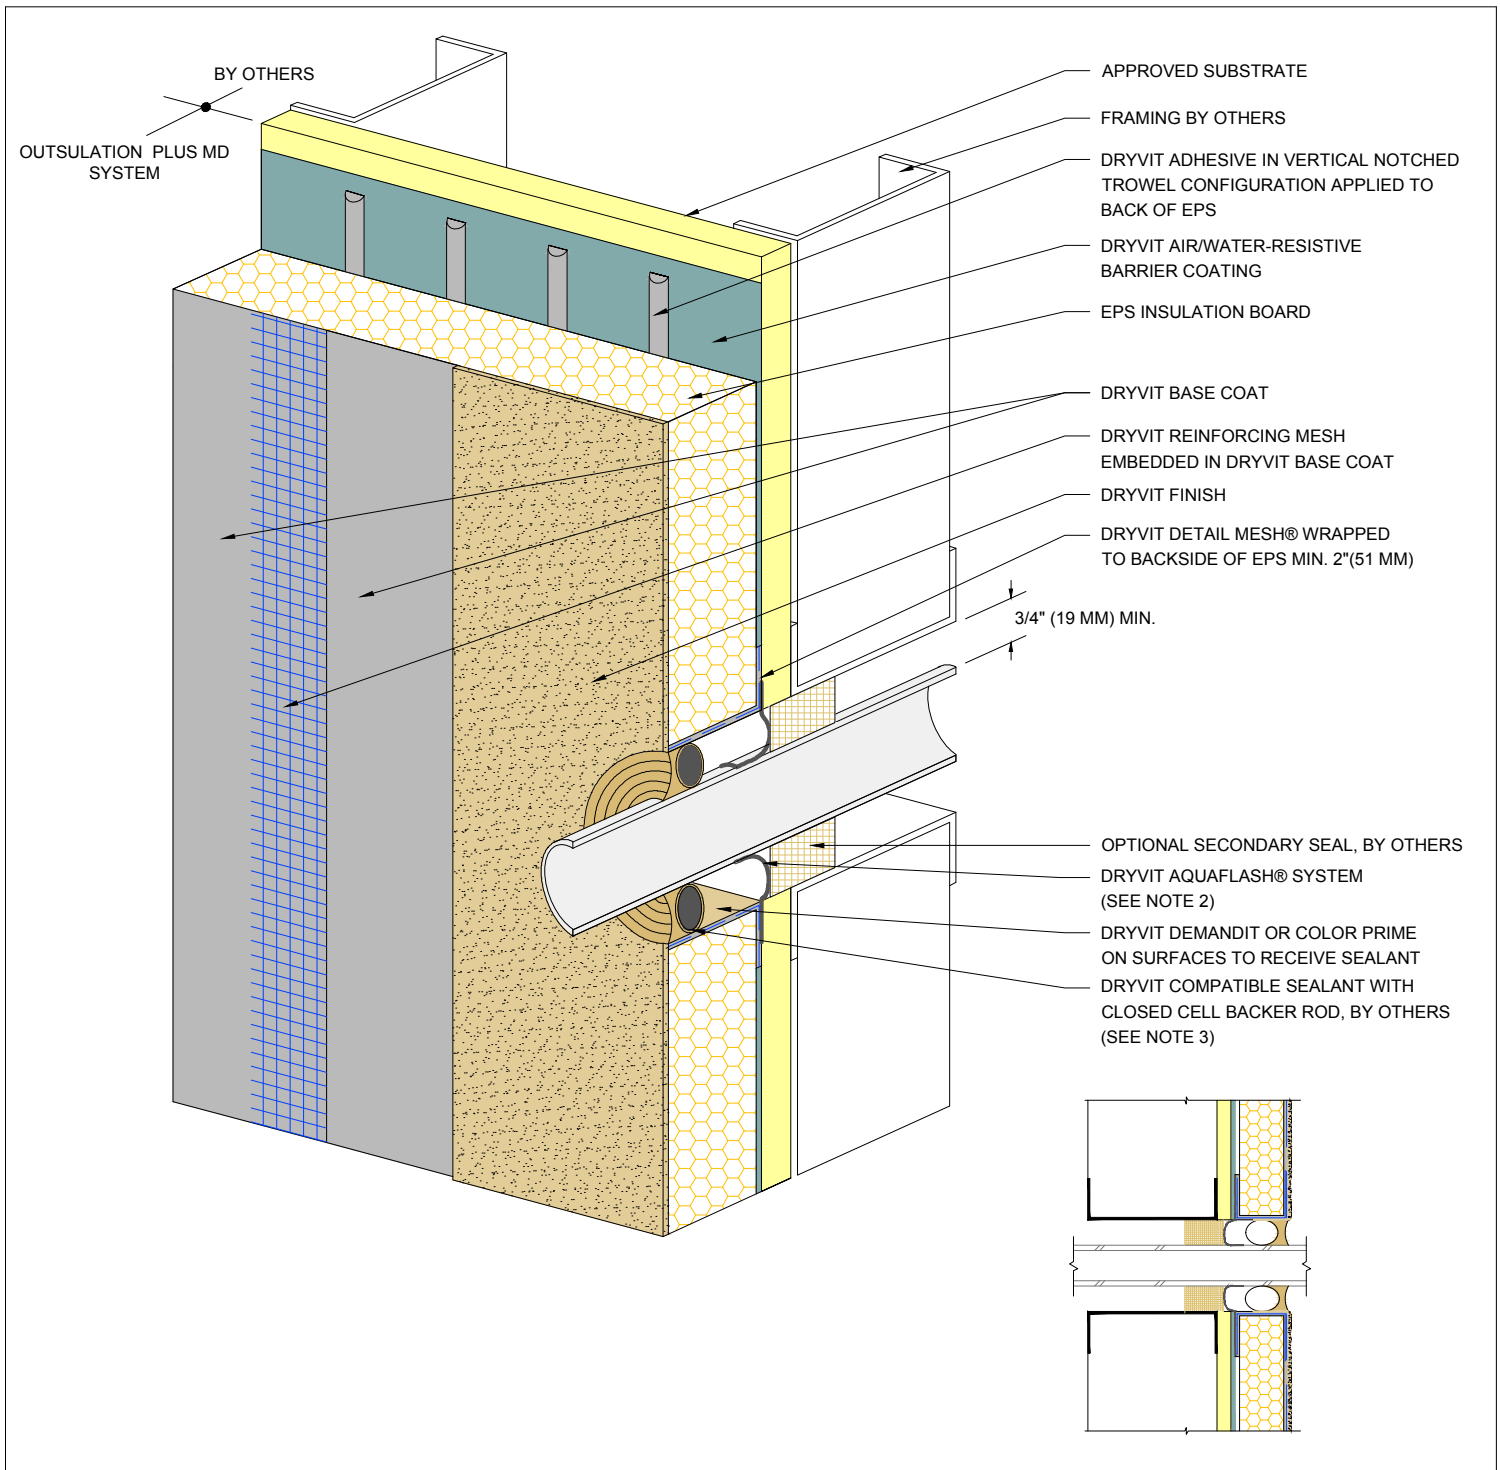 BY OTHERS
OUTSULATION PLUS MD
SYSTEM
APPROVED SUBSTRATE
FRAMING BY OTHERS
DRYVIT ADHESIVE IN VERTICAL NOTCHED
TROWEL CONFIGURATION APPLIED TO
BACK OF EPS
DRYVIT AIR/WATER-RESISTIVE
BARRIER COATING
EPS INSULATION BOARD
DRYVIT BASE COAT
DRYVIT REINFORCING MESH
EMBEDDED IN DRYVIT BASE COAT
DRYVIT FINISH
DRYVIT DETAIL MESH® WRAPPED
TO BACKSIDE OF EPS MIN. 2"(51 MM)
3/4" (19 MM) MIN.
OPTIONAL SECONDARY SEAL, BY OTHERS
DRYVIT AQUAFLASH® SYSTEM
(SEE NOTE 2)
DRYVIT DEMANDIT OR COLOR PRIME
ON SURFACES TO RECEIVE SEALANT
DRYVIT COMPATIBLE SEALANT WITH
CLOSED CELL BACKER ROD, BY OTHERS
(SEE NOTE 3)